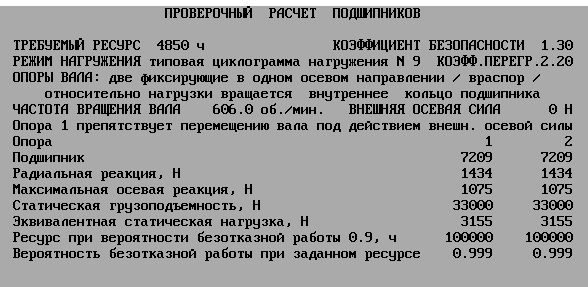 ПРОВЕРОЧНЫЙ РАСЧЕТ ПОДШИПНИКОВ
ТРЕБУЕМЫЙ РЕСУРС 4850 ч КОЭФФИЦИЕНТ БЕЗОПАСНОСТИ 1.30
РЕЖИМ НАГРУЖЕНИЯ типовая циклограмма нагружения N 9 КОЭФФ.ПЕРЕГР.2.20
ОПОРЫ ВАЛА: две фиксирующие в одном осевом направлении / враспор /
относительно нагрузки вращается внутреннее кольцо подшипника
ЧАСТОТА ВРАЩЕНИЯ ВАЛА 606.0 об./мин. ВНЕШНЯЯ ОСЕВАЯ СИЛА 0 Н
Опора 1 препятствует перемещению вала под действием внешн. осевой силы
Опора 1 2
Подшипник 7209 7209
Радиальная реакция, Н 1434 1434
Максимальная осевая реакция, Н 1075 1075
Статическая грузоподъемность, Н 33000 33000
Эквивалентная статическая нагрузка, Н 3155 3155
Ресурс при вероятности безотказной работы 0.9, ч 100000 100000
Вероятность безотказной работы при заданном ресурсе 0.999 0.999